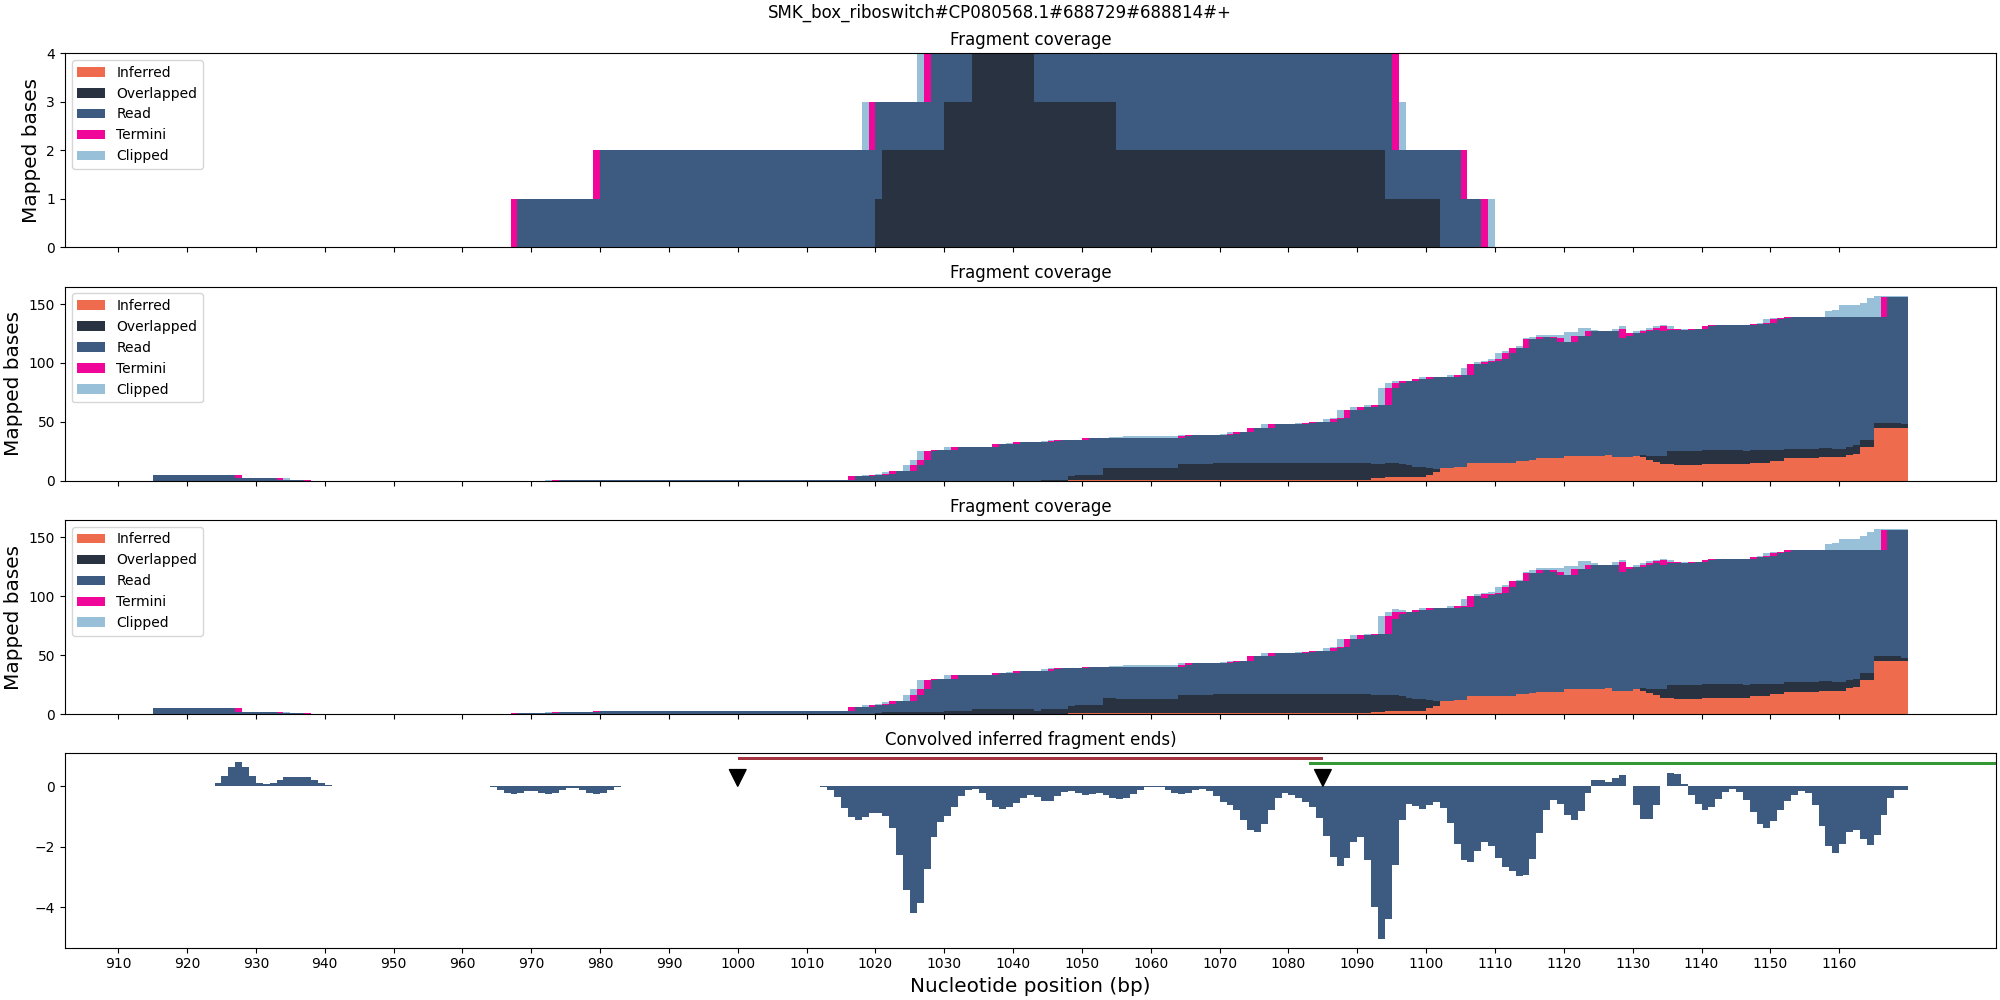 SMK_box_riboswitch#CP080568.1#688729#688814#+
Fragment coverage
Mapped bases
4
3
2
1
0
Inferred
Overlapped
Read
Termini
Clipped
Fragment coverage
Mapped bases
150
100
50
0
Inferred
Overlapped
Read
Termini
Clipped
Fragment coverage
Mapped bases
150
100
50
0
Inferred
Overlapped
Read
Termini
Clipped
Convolved inferred fragment ends)
0
−2
−4
910 920 930 940 950 960 970 980 990 1000 1010 1020 1030 1040 1050 1060 1070 1080 1090 1100 1110 1120 1130 1140 1150 1160
Nucleotide position (bp)